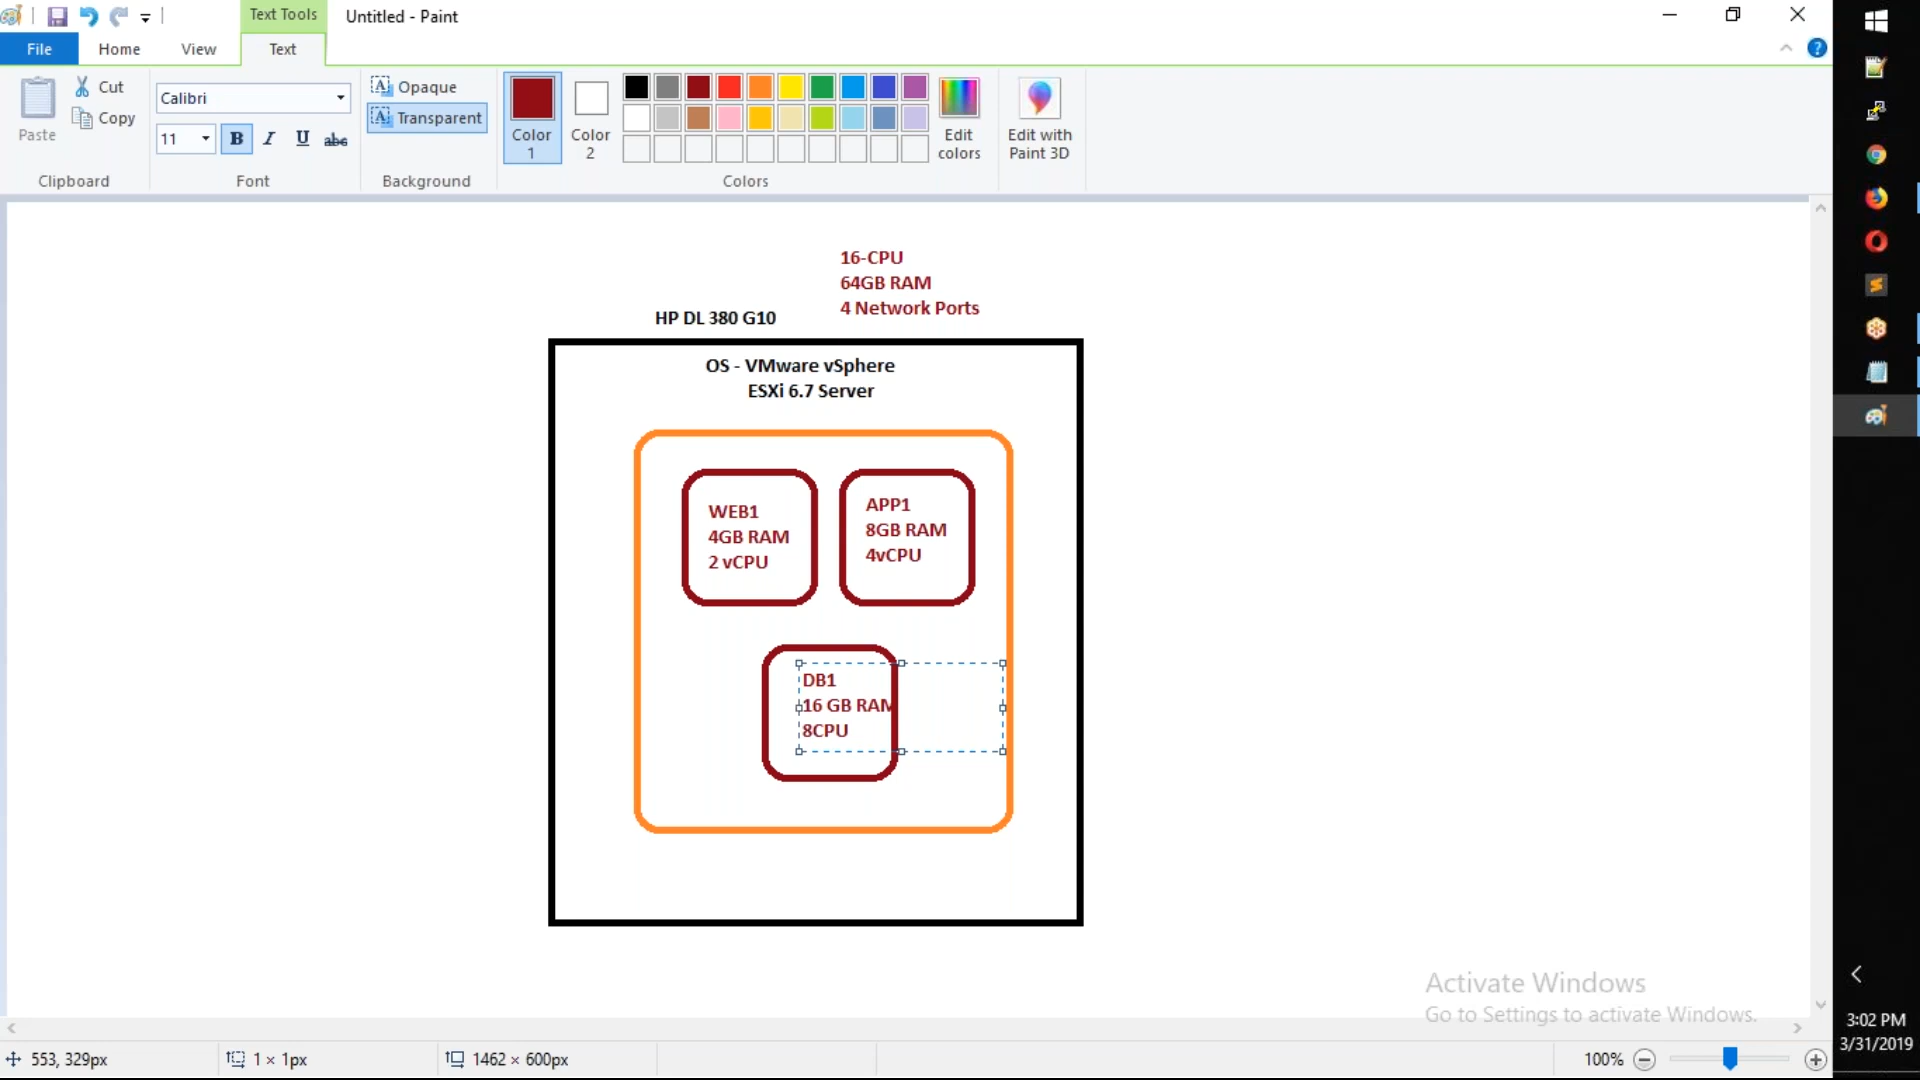 Text Tools
Untitled - Paint
File
Home
View
Text
Paste
Cut
Copy
Clipboard
Calibri
11
B
I
U
abc
Font
Opaque
Transparent
Background
Color
1
Color
2
Edit
colors
Colors
Edit with
Paint 3D
16-CPU
64GB RAM
4 Network Ports
HP DL 380 G10
OS - VMware vSphere
ESXi 6.7 Server
WEB1
4GB RAM
2 vCPU
APP1
8GB RAM
4vCPU
DB1
16 GB RAM
8CPU
Activate Windows
Go to Settings to activate Windows.
553, 329px
1 × 1px
1462 × 600px
100%
3:02 PM
3/31/2019